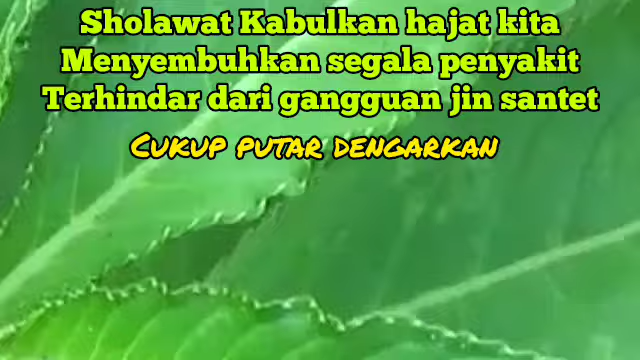 Sholawat Kabulkan hajat kita
Menyembuhkan segala penyakit
Terhindar dari gangguan jin santet
Cukup putar dengarkan